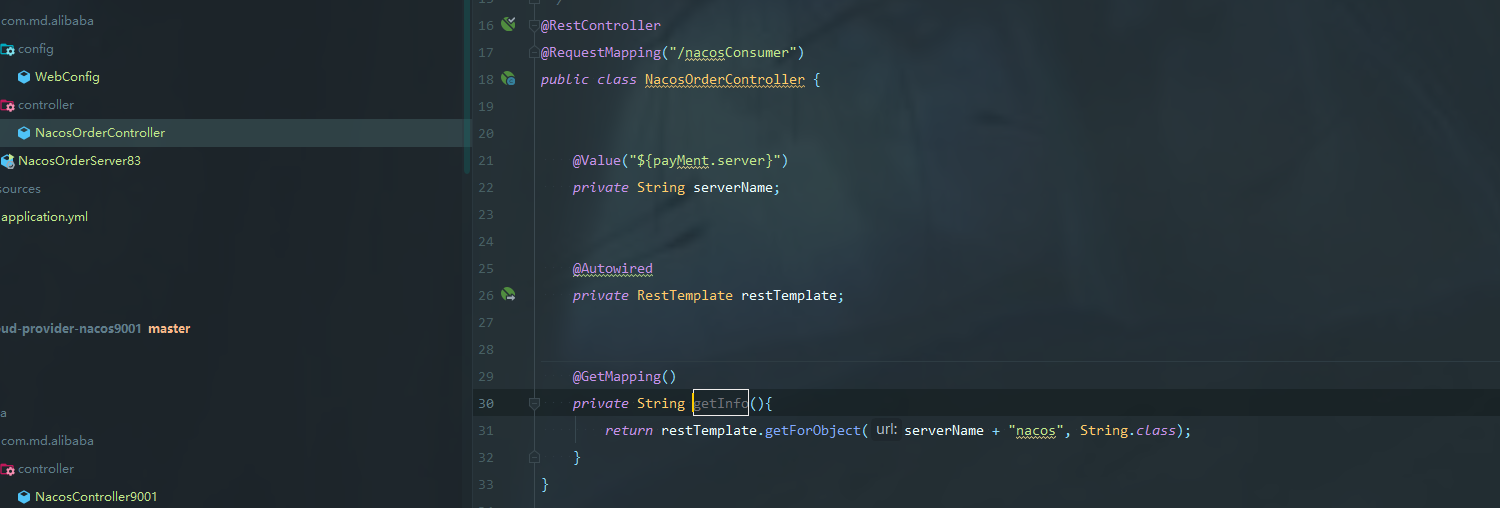 com.md.alibaba
config
WebConfig
controller
NacosOrderController
NacosOrderServer83
sources
application.yml
ud-provider-nacos9001 master
a
com.md.alibaba
controller
NacosController9001
16 @RestController
17 @RequestMapping("/nacosConsumer")
18 public class NacosOrderController {
19
20
21 @Value("${payMent.server}")
22 private String serverName;
23
24
25 @Autowired
26 private RestTemplate restTemplate;
27
28
29 @GetMapping()
30 private String getInfo(){
31 return restTemplate.getForObject( url: serverName + "nacos", String.class);
32 }
33 }